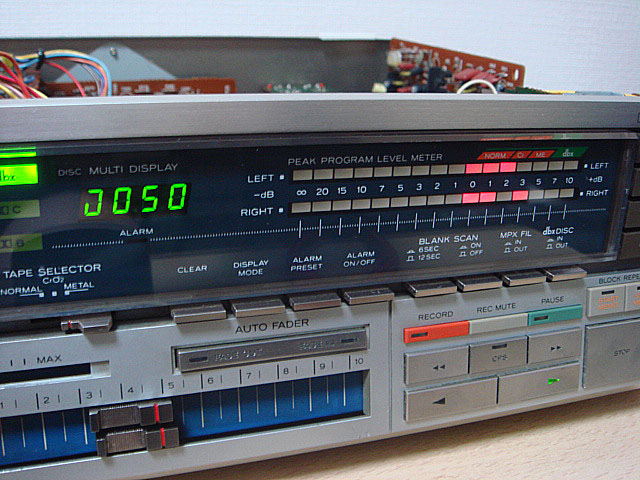 dbx
C
B
DISC MULTI DISPLAY
J050
ALARM
PEAK PROGRAM LEVEL METER
NORM Cr ME dbx
LEFT LEFT
-dB ∞ 20 15 10 7 5 3 2 1 0 1 2 3 5 7 10 +dB
RIGHT RIGHT
CLEAR
DISPLAY MODE
ALARM PRESET
ALARM ON/OFF
BLANK SCAN
6SEC
12SEC
ON
OFF
MPX FIL
IN
OUT
dbx DISC
IN
OUT
TAPE SELECTOR
CrO2
NORMAL METAL
AUTO FADER
FADE OUT
MAX
1 2 3 4 5 6 7 8 9 10
RECORD REC MUTE PAUSE
CPS
BLOCK REPE
STOP